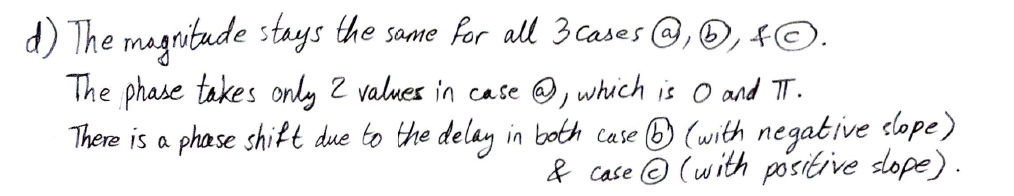 d) The magnitude stays the same for all 3 cases ⓐ, ⓑ, & ⓒ.
The phase takes only 2 values in case ⓐ, which is 0 and π.
There is a phase shift due to the delay in both case ⓑ (with negative slope)
& case ⓒ (with positive slope).